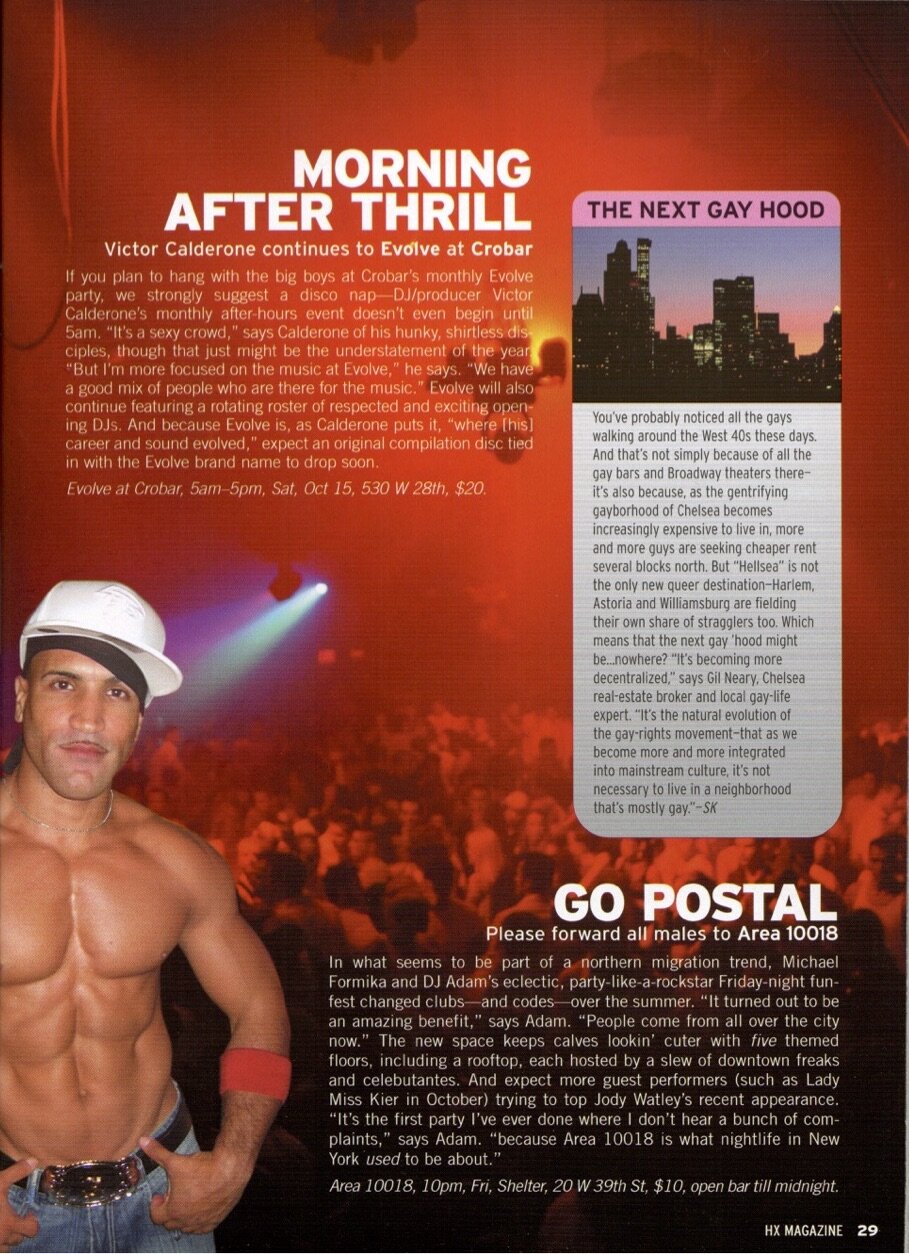 MORNING
AFTER THRILL
Victor Calderone continues to Evolve at Crobar
If you plan to hang with the big boys at Crobar's monthly Evolve
party, we strongly suggest a disco nap—DJ/producer Victor
Calderone's monthly after-hours event doesn't even begin until
5am. “It's a sexy crowd,” says Calderone of his hunky, shirtless dis-
ciples, though that just might be the understatement of the year.
“But I'm more focused on the music at Evolve,” he says. “We have
a good mix of people who are there for the music.” Evolve will also
continue featuring a rotating roster of respected and exciting open-
ing DJs. And because Evolve is, as Calderone puts it, “where [his]
career and sound evolved,” expect an original compilation disc tied
in with the Evolve brand name to drop soon.
Evolve at Crobar, 5am–5pm, Sat, Oct 15, 530 W 28th, $20.
THE NEXT GAY HOOD
You've probably noticed all the gays
walking around the West 40s these days.
And that's not simply because of all the
gay bars and Broadway theaters there—
it's also because, as the gentrifying
gayborhood of Chelsea becomes
increasingly expensive to live in, more
and more guys are seeking cheaper rent
several blocks north. But “Hellsea” is not
the only new queer destination—Harlem,
Astoria and Williamsburg are fielding
their own share of stragglers too. Which
means that the next gay 'hood might
be...nowhere? “It's becoming more
decentralized,” says Gil Neary, Chelsea
real-estate broker and local gay-life
expert. “It's the natural evolution of
the gay-rights movement—that as we
become more and more integrated
into mainstream culture, it's not
necessary to live in a neighborhood
that's mostly gay.”—SK
GO POSTAL
Please forward all males to Area 10018
In what seems to be part of a northern migration trend, Michael
Formika and DJ Adam's eclectic, party-like-a-rockstar Friday-night fun-
fest changed clubs—and codes—over the summer. “It turned out to be
an amazing benefit,” says Adam. “People come from all over the city
now.” The new space keeps calves lookin' cuter with five themed
floors, including a rooftop, each hosted by a slew of downtown freaks
and celebutantes. And expect more guest performers (such as Lady
Miss Kier in October) trying to top Jody Watley's recent appearance.
“It's the first party I've ever done where I don't hear a bunch of com-
plaints,” says Adam. “because Area 10018 is what nightlife in New
York used to be about.”
Area 10018, 10pm, Fri, Shelter, 20 W 39th St, $10, open bar till midnight.
HX MAGAZINE 29